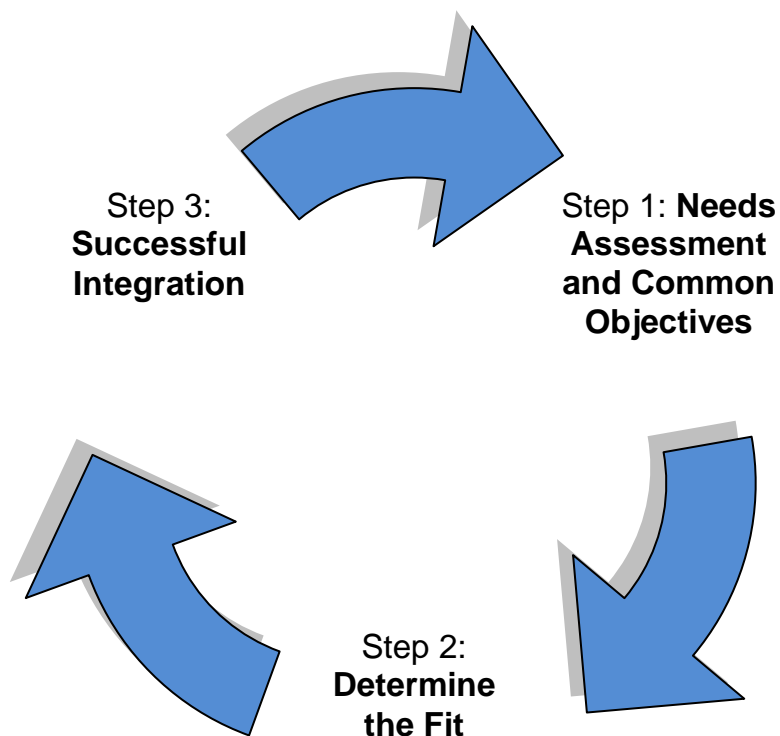 Step 1: Needs
Assessment
and Common
Objectives
Step 2:
Determine
the Fit
Step 3:
Successful
Integration